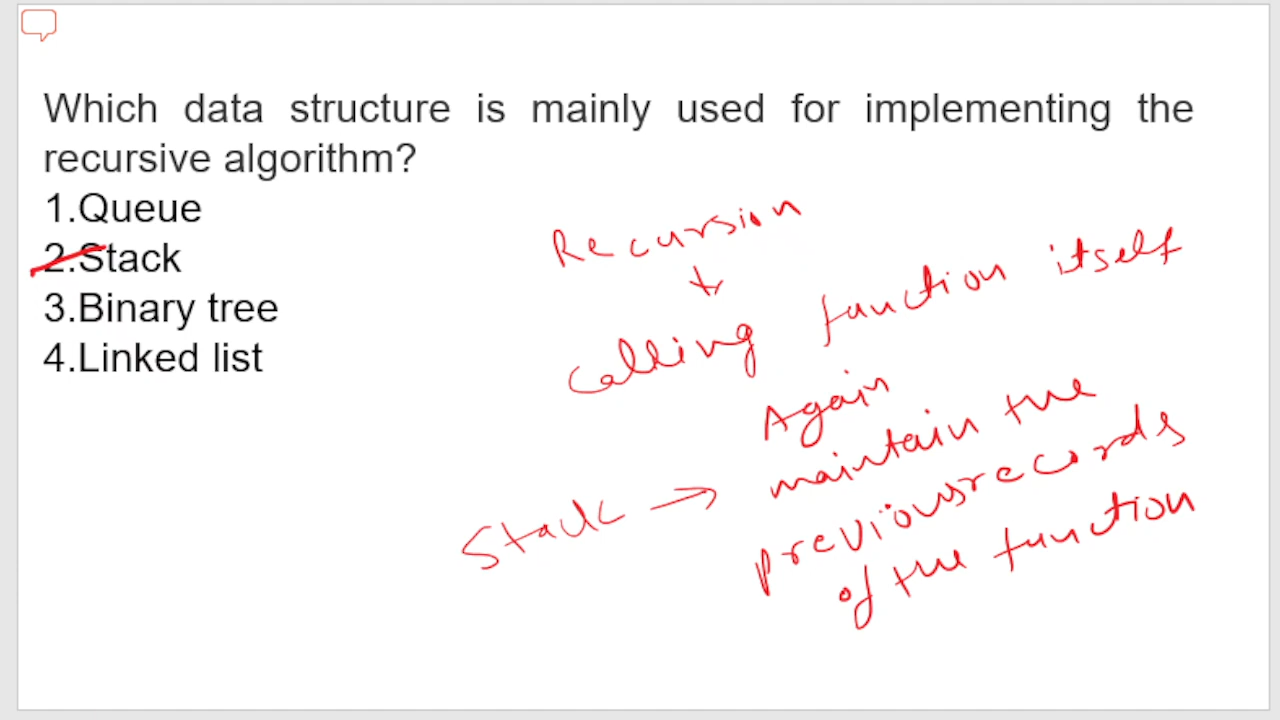 Which data structure is mainly used for implementing the
recursive algorithm?
1.Queue
2.Stack
3.Binary tree
4.Linked list
Recursion
calling function itself
Again
Stack → maintain the
previous records
of the function